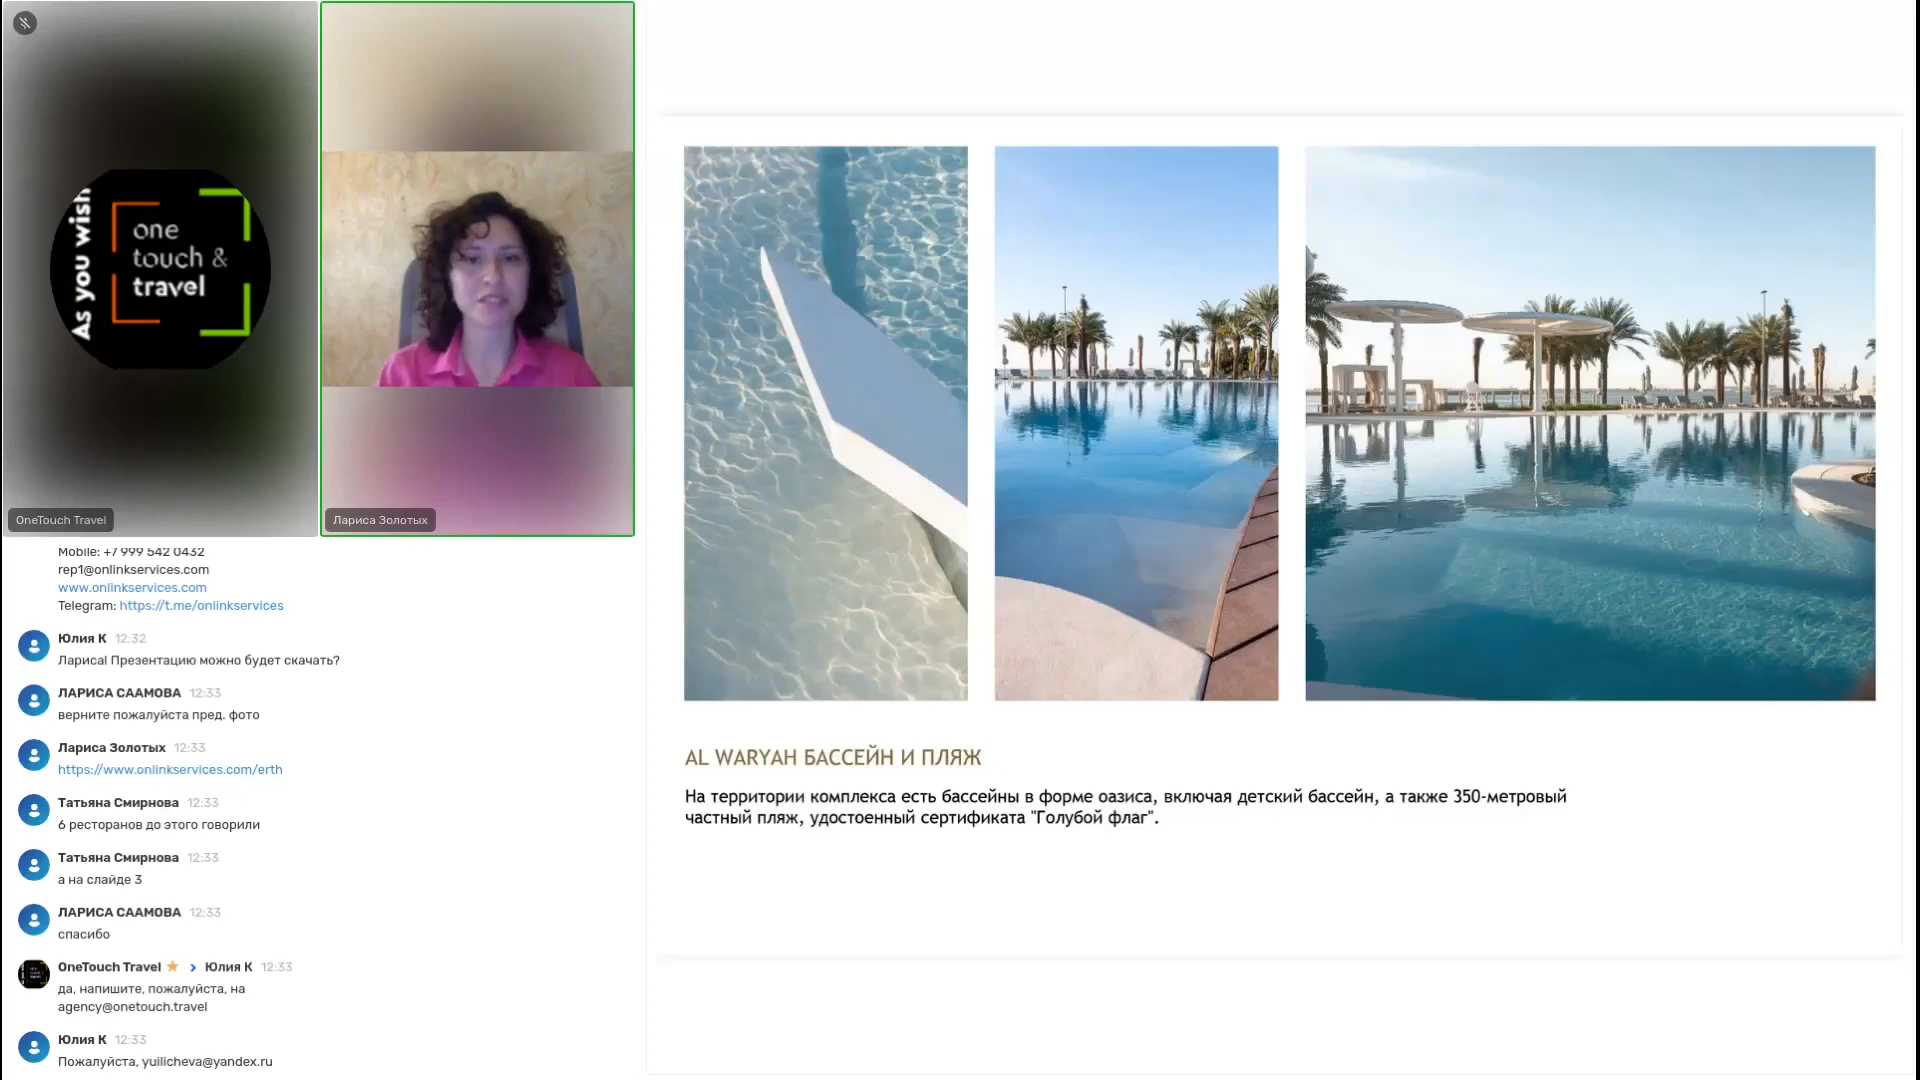 As you wish
one
touch &
travel
OneTouch Travel
Лариса Золотых
Mobile: +7 999 542 0432
rep1@onlinkservices.com
www.onlinkservices.com
Telegram: https://t.me/onlinkservices
Юлия К 12:32
Лариса! Презентацию можно будет скачать?
ЛАРИСА СААМОВА 12:33
верните пожалуйста пред. фото
Лариса Золотых 12:33
https://www.onlinkservices.com/erth
Татьяна Смирнова 12:33
6 ресторанов до этого говорили
Татьяна Смирнова 12:33
а на слайде 3
ЛАРИСА СААМОВА 12:33
спасибо
OneTouch Travel Юлия К 12:33
да, напишите, пожалуйста, на
agency@onetouch.travel
Юлия К 12:33
Пожалуйста, yuilicheva@yandex.ru
AL WARYAH БАССЕЙН И ПЛЯЖ
На территории комплекса есть бассейны в форме оазиса, включая детский бассейн, а также 350-метровый
частный пляж, удостоенный сертификата "Голубой флаг".